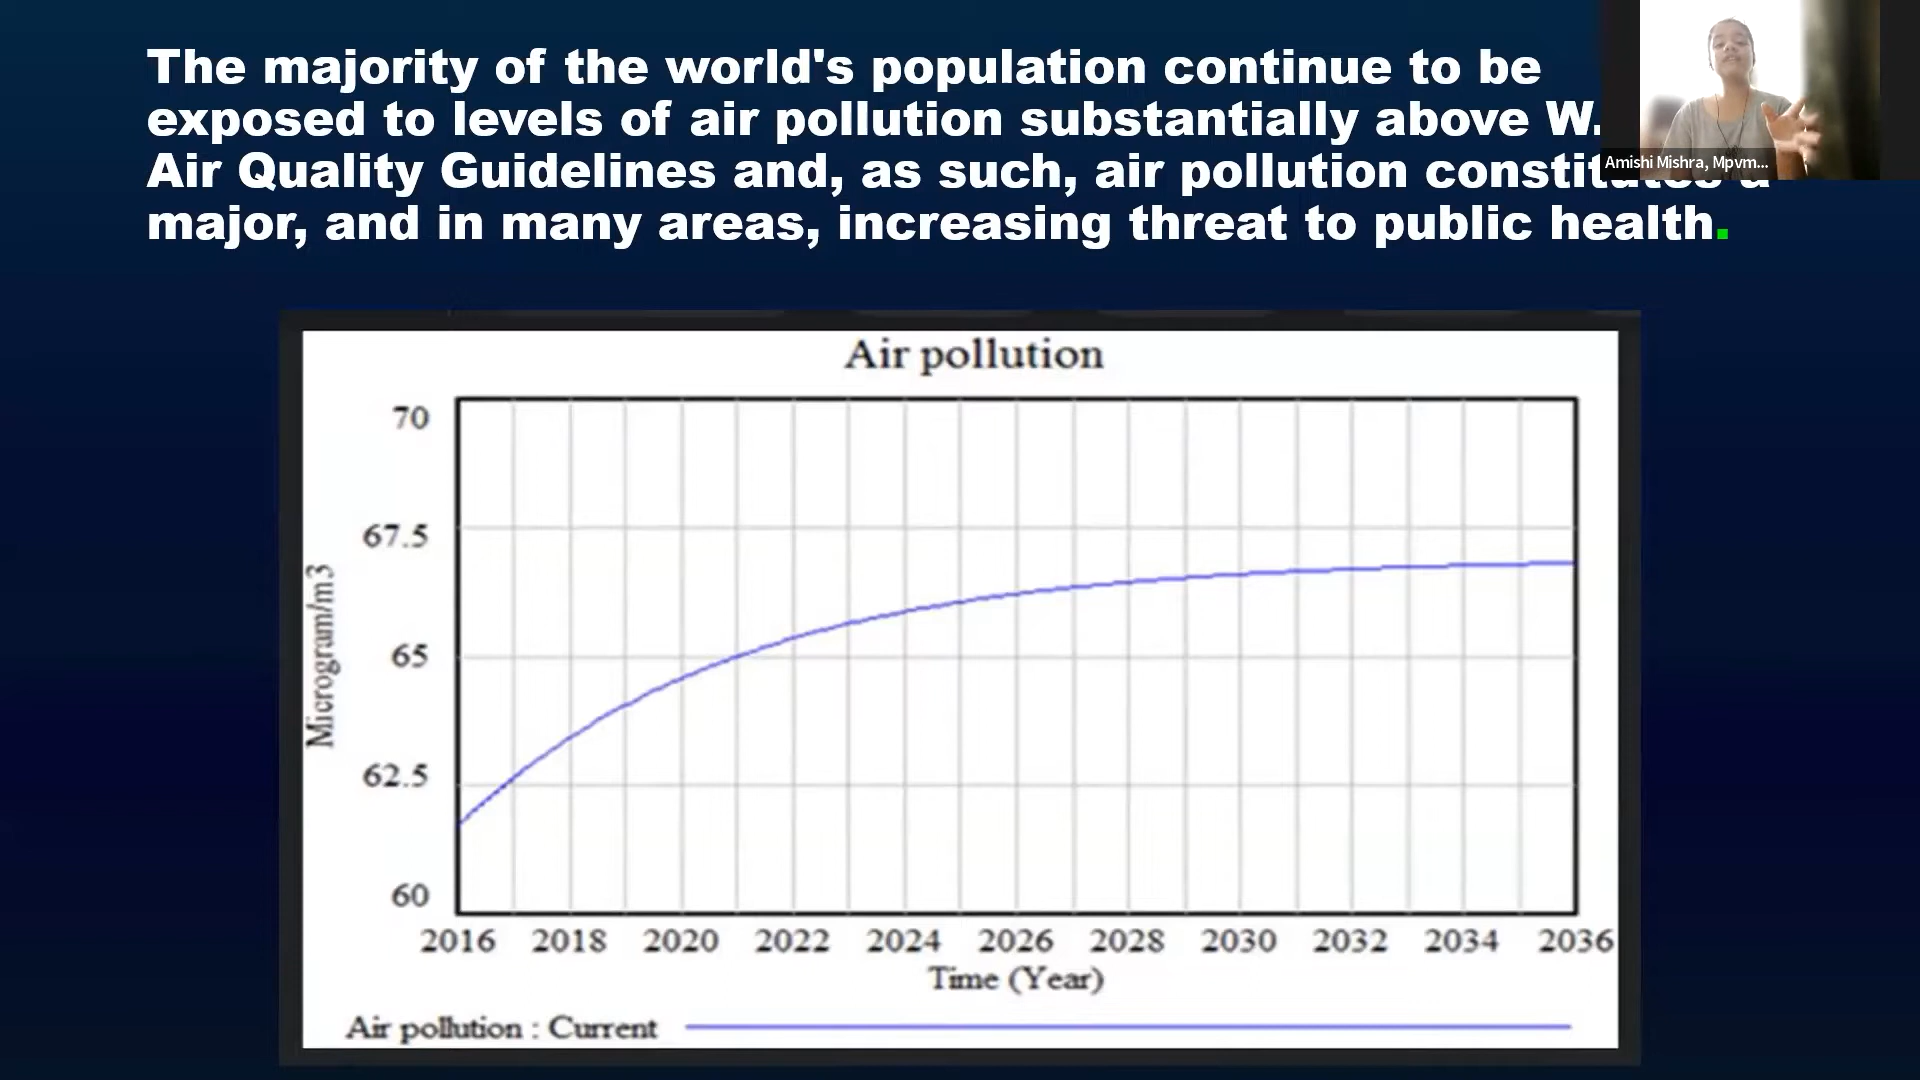 The majority of the world's population continue to be
exposed to levels of air pollution substantially above W.
Air Quality Guidelines and, as such, air pollution constitutes a
major, and in many areas, increasing threat to public health.
Amishi Mishra, Mpvm...
Air pollution
70
67.5
65
62.5
60
Microgram/m3
2016 2018 2020 2022 2024 2026 2028 2030 2032 2034 2036
Time (Year)
Air pollution : Current